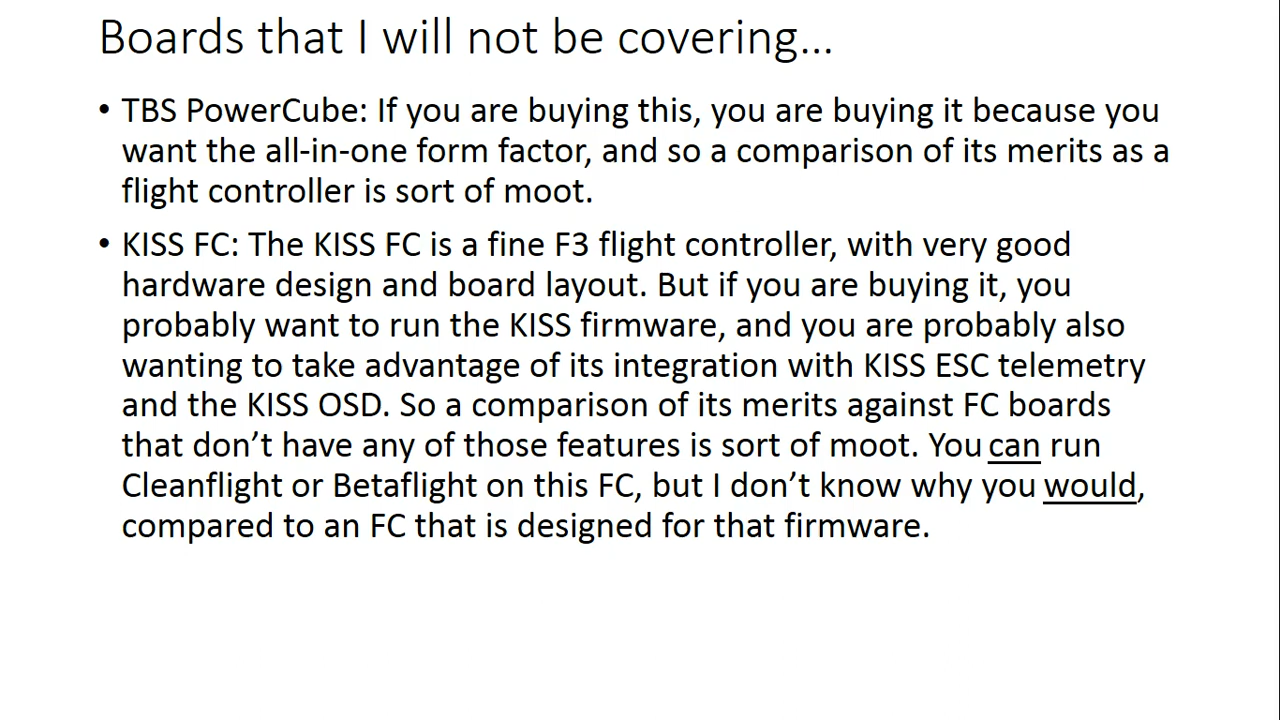 Boards that I will not be covering...
• TBS PowerCube: If you are buying this, you are buying it because you
want the all-in-one form factor, and so a comparison of its merits as a
flight controller is sort of moot.
• KISS FC: The KISS FC is a fine F3 flight controller, with very good
hardware design and board layout. But if you are buying it, you
probably want to run the KISS firmware, and you are probably also
wanting to take advantage of its integration with KISS ESC telemetry
and the KISS OSD. So a comparison of its merits against FC boards
that don’t have any of those features is sort of moot. You can run
Cleanflight or Betaflight on this FC, but I don’t know why you would,
compared to an FC that is designed for that firmware.